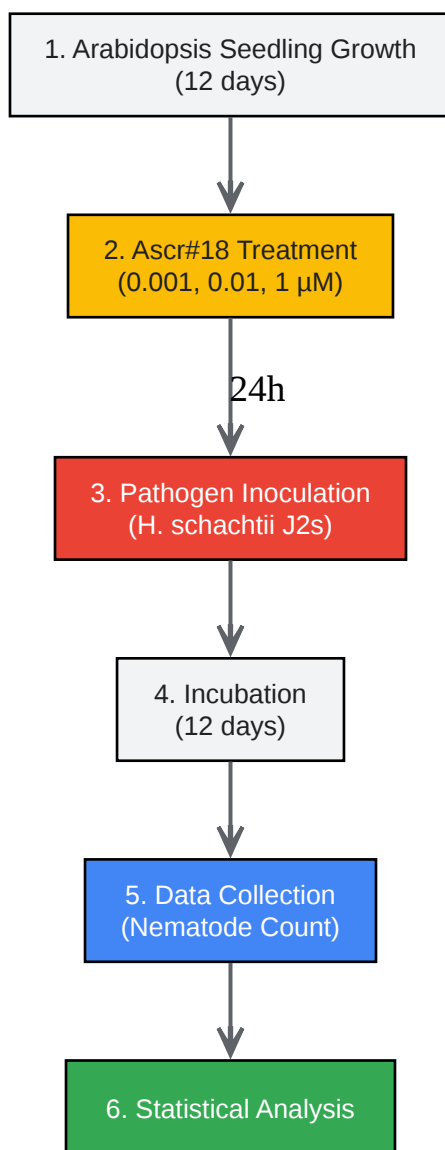 1. Arabidopsis Seedling Growth
(12 days)
2. Ascr#18 Treatment
(0.001, 0.01, 1 µM)
24h
3. Pathogen Inoculation
(H. schachtii J2s)
4. Incubation
(12 days)
5. Data Collection
(Nematode Count)
6. Statistical Analysis